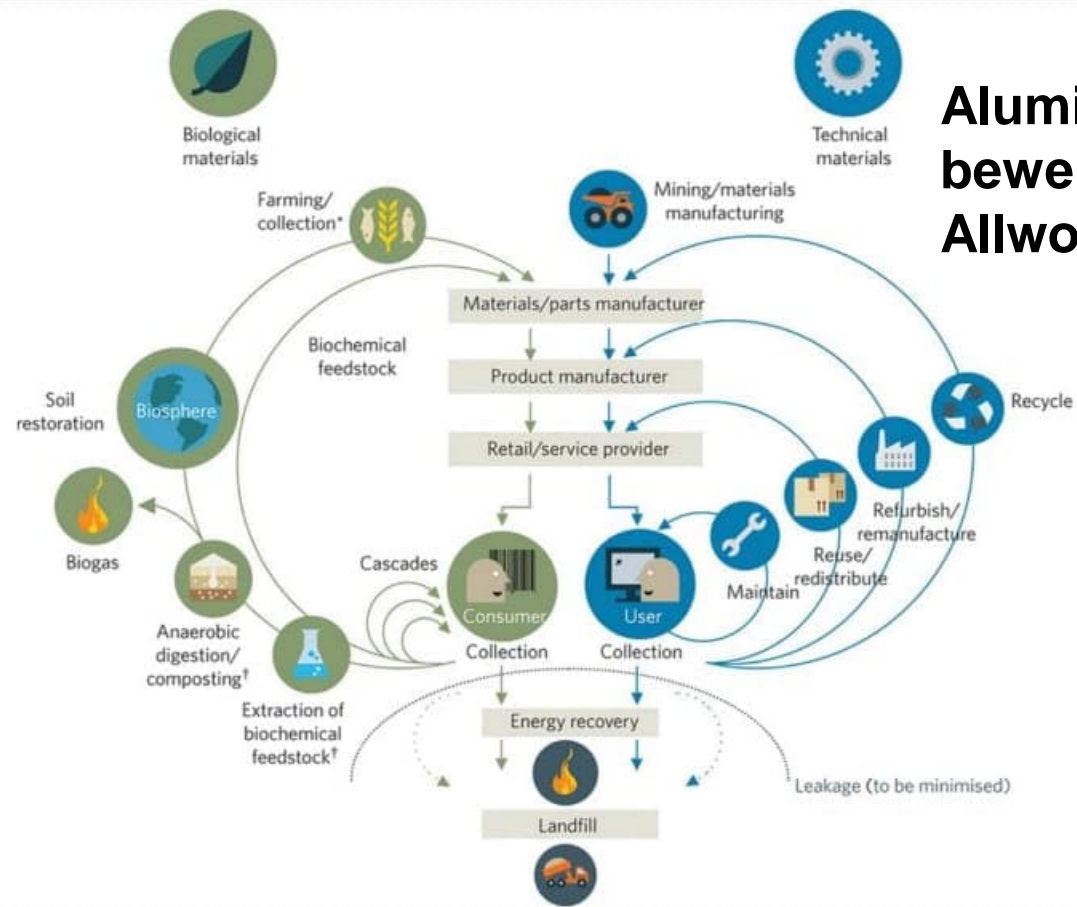 Biological
materials
Technical
materials
Alumi
bewe
Allwo
Farming/
collection*
Mining/materials
manufacturing
Materials/parts manufacturer
Biochemical
feedstock
Product manufacturer
Soil
restoration
Biosphere
Recycle
Retail/service provider
Refurbish/
remanufacture
Biogas
Cascades
Reuse/
redistribute
Maintain
Consumer
User
Anaerobic
digestion/
composting†
Collection
Collection
Extraction of
biochemical
feedstock†
Energy recovery
Leakage (to be minimised)
Landfill